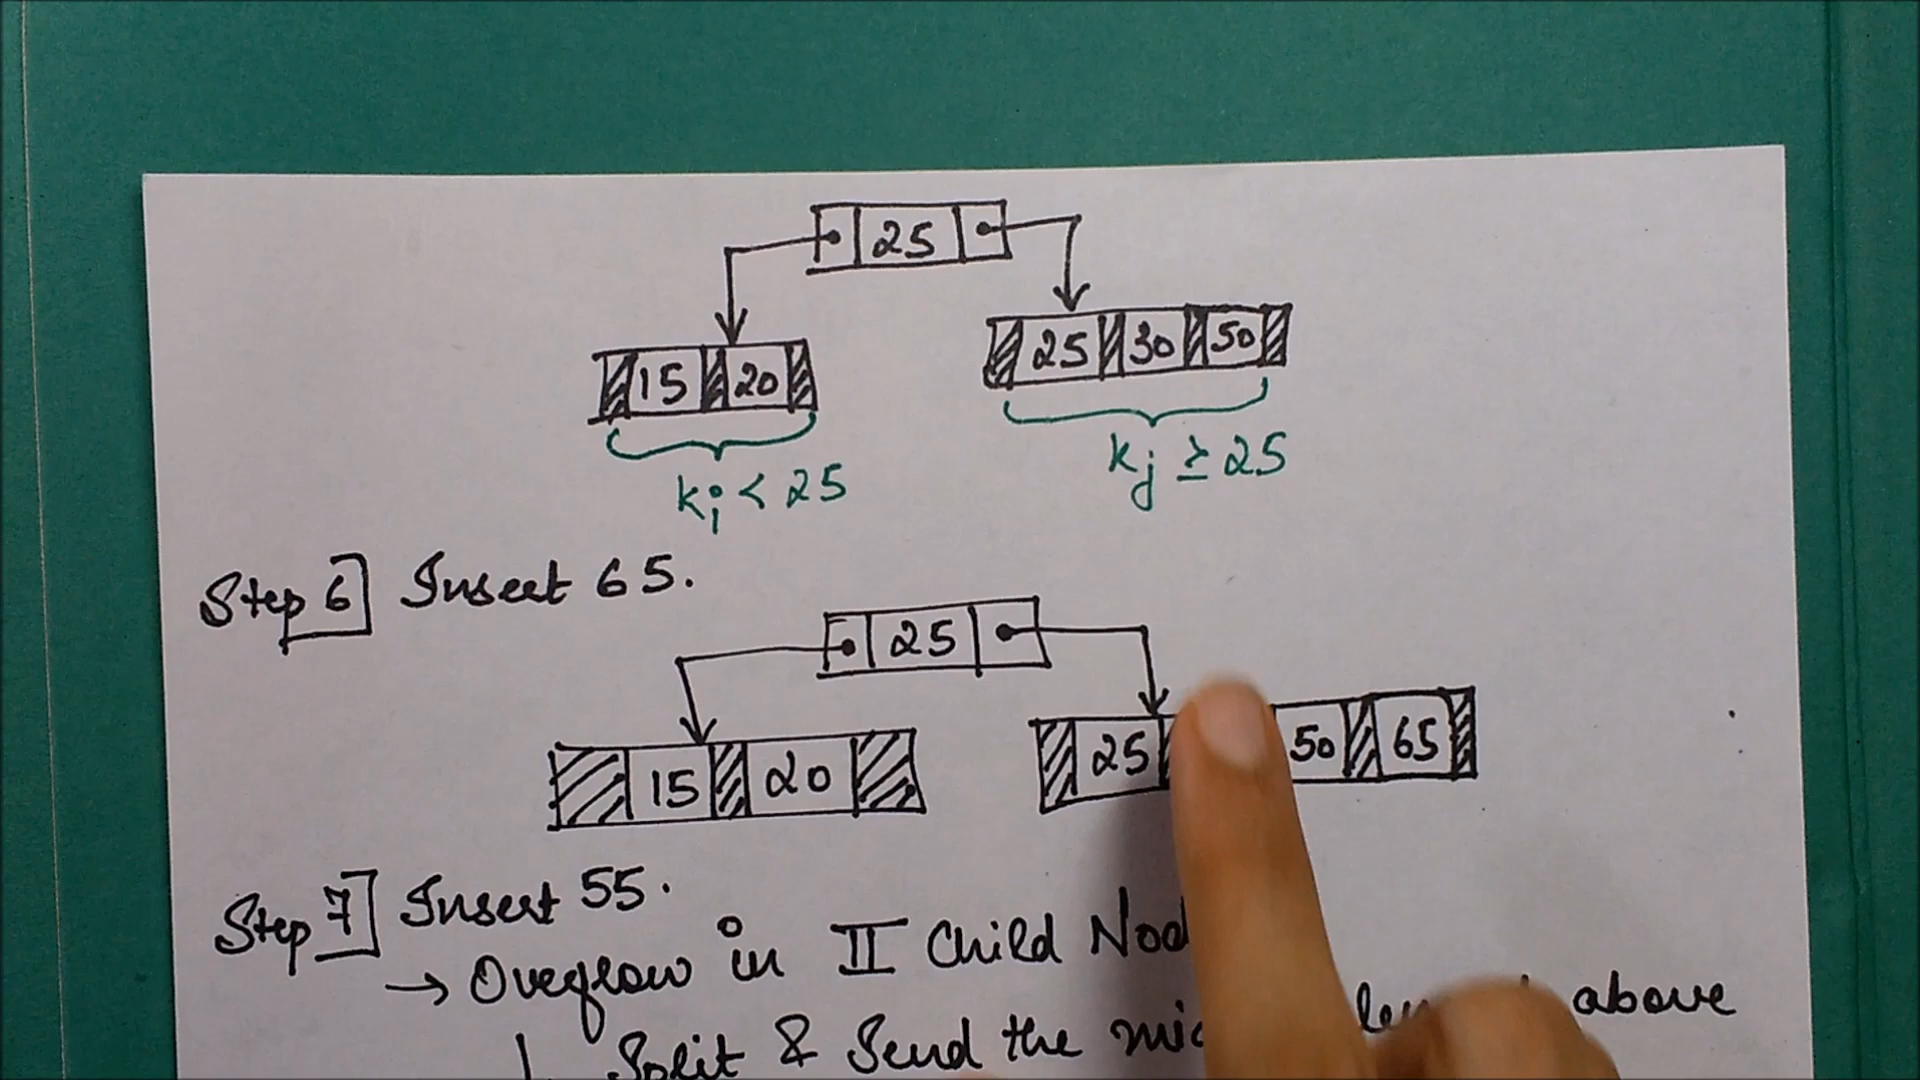 25
15 20 25 30 50
Ki < 25 Kj ≥ 25
Step 6] Insert 65.
25
15 20 25 50 65
Step 7] Insert 55.
→ Overflow in II Child
Split & Send the above